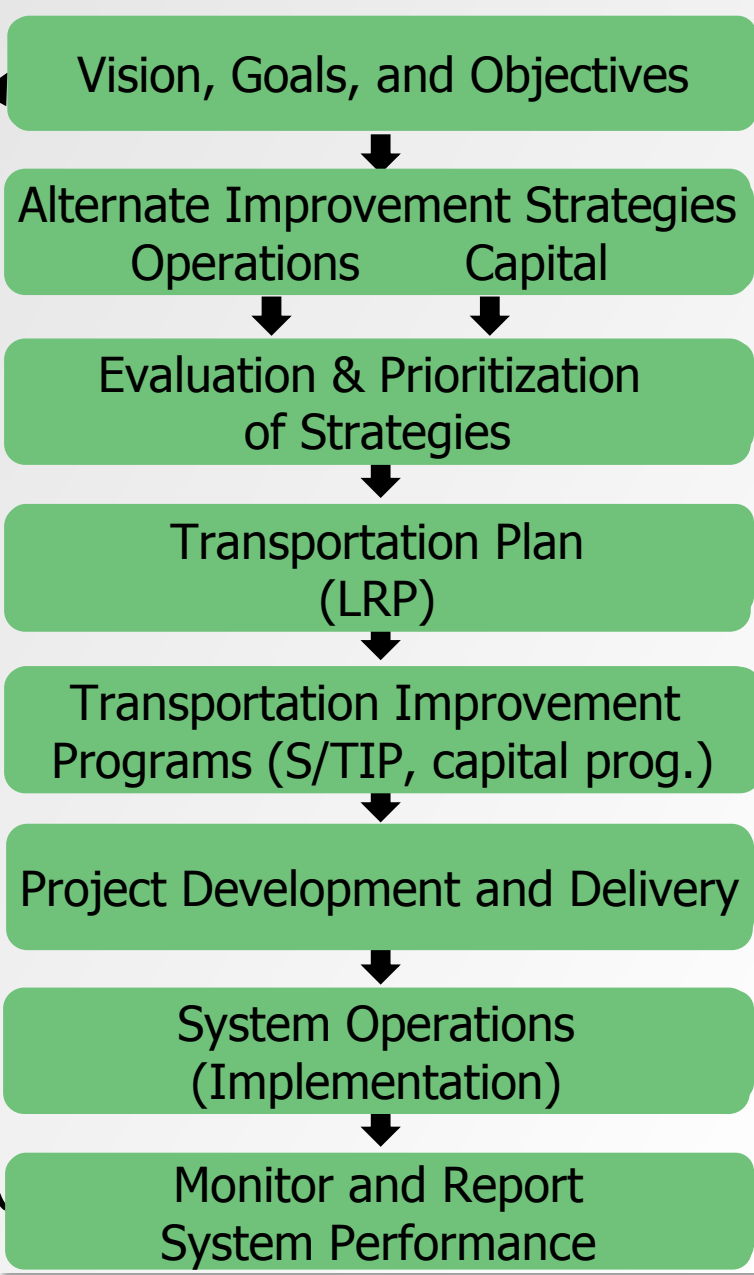 Vision, Goals, and Objectives
Alternate Improvement Strategies
Operations Capital
Evaluation & Prioritization
of Strategies
Transportation Plan
(LRP)
Transportation Improvement
Programs (S/TIP, capital prog.)
Project Development and Delivery
System Operations
(Implementation)
Monitor and Report
System Performance